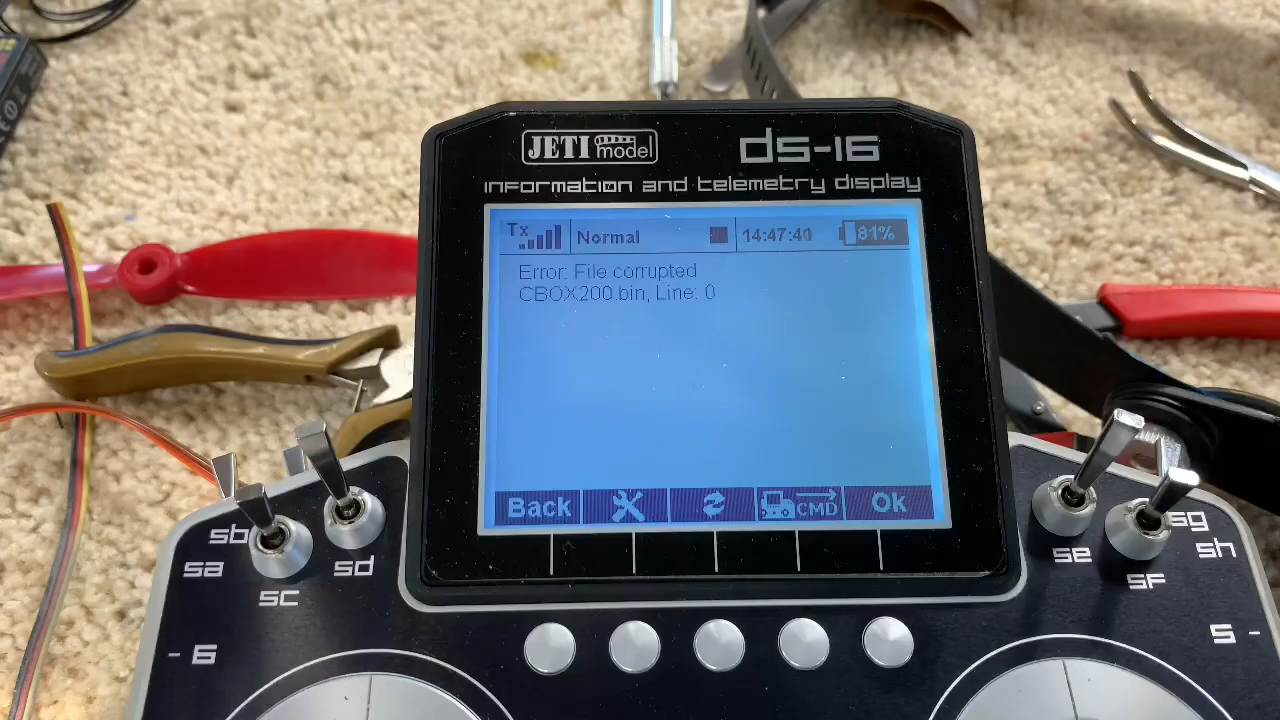 JETI model
ds-16
information and telemetry display
Tx Normal 14:47:40 81%
Error: File corrupted
CBOX200.bin, Line: 0
Back CMD Ok
sb
sa
sd
sc
sg
se
sh
sf
- 6
5 -